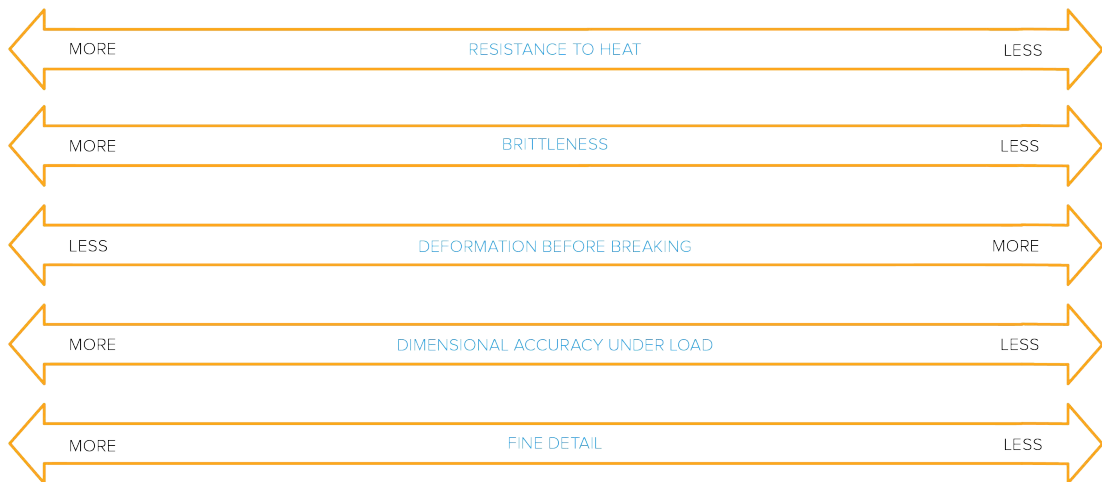 MORE RESISTANCE TO HEAT LESS
MORE BRITTLENESS LESS
LESS DEFORMATION BEFORE BREAKING MORE
MORE DIMENSIONAL ACCURACY UNDER LOAD LESS
MORE FINE DETAIL LESS